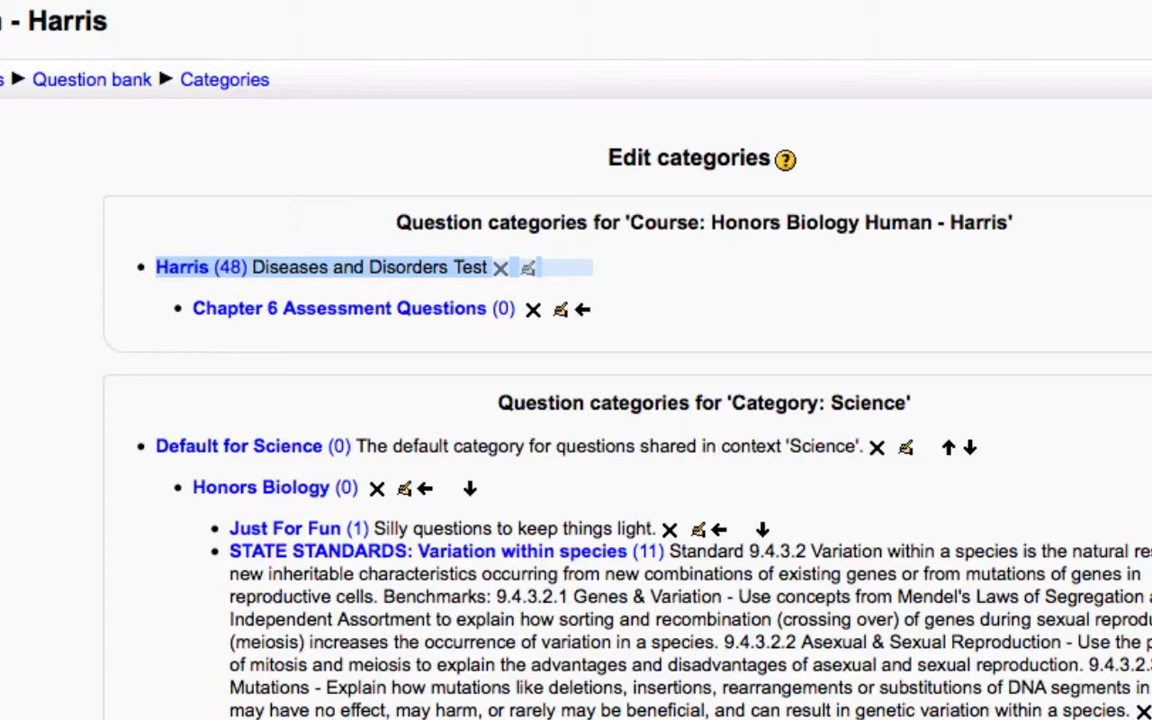 - Harris
s ► Question bank ► Categories
Edit categories ?
Question categories for 'Course: Honors Biology Human - Harris'
Harris (48) Diseases and Disorders Test
Chapter 6 Assessment Questions (0)
Question categories for 'Category: Science'
Default for Science (0) The default category for questions shared in context 'Science'.
Honors Biology (0)
Just For Fun (1) Silly questions to keep things light.
STATE STANDARDS: Variation within species (11) Standard 9.4.3.2 Variation within a species is the natural
new inheritable characteristics occurring from new combinations of existing genes or from mutations of genes in
reproductive cells. Benchmarks: 9.4.3.2.1 Genes & Variation - Use concepts from Mendel's Laws of Segregation
Independent Assortment to explain how sorting and recombination (crossing over) of genes during sexual
(meiosis) increases the occurrence of variation in a species. 9.4.3.2.2 Asexual & Sexual Reproduction - Use the
of mitosis and meiosis to explain the advantages and disadvantages of asexual and sexual reproduction.
Mutations - Explain how mutations like deletions, insertions, rearrangements or substitutions of DNA segments in
may have no effect, may harm, or rarely may be beneficial, and can result in genetic variation within a species.